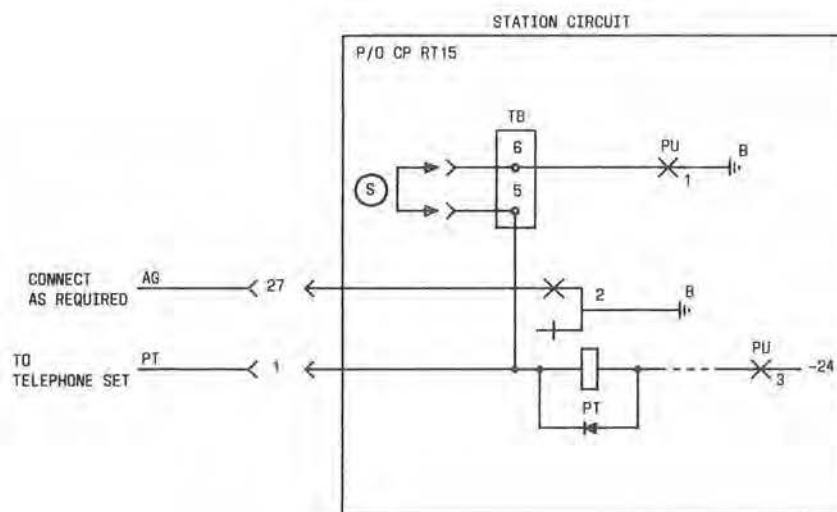 STATION CIRCUIT
P/O CP RT15
TB
6
PU
B
1
S
5
CONNECT
AS REQUIRED
AG
27
2
B
TO
TELEPHONE SET
PT
1
PU
-24
3
PT